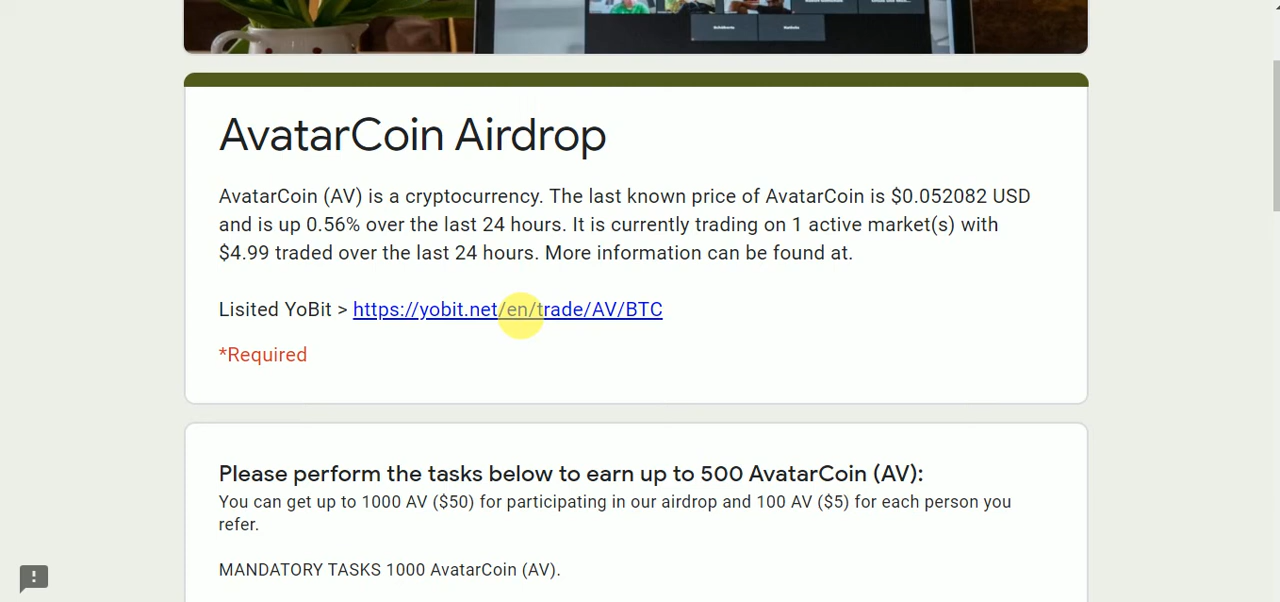 AvatarCoin Airdrop
AvatarCoin (AV) is a cryptocurrency. The last known price of AvatarCoin is $0.052082 USD
and is up 0.56% over the last 24 hours. It is currently trading on 1 active market(s) with
$4.99 traded over the last 24 hours. More information can be found at.
Lisited YoBit > https://yobit.net/en/trade/AV/BTC
*Required
Please perform the tasks below to earn up to 500 AvatarCoin (AV):
You can get up to 1000 AV ($50) for participating in our airdrop and 100 AV ($5) for each person you
refer.
MANDATORY TASKS 1000 AvatarCoin (AV).